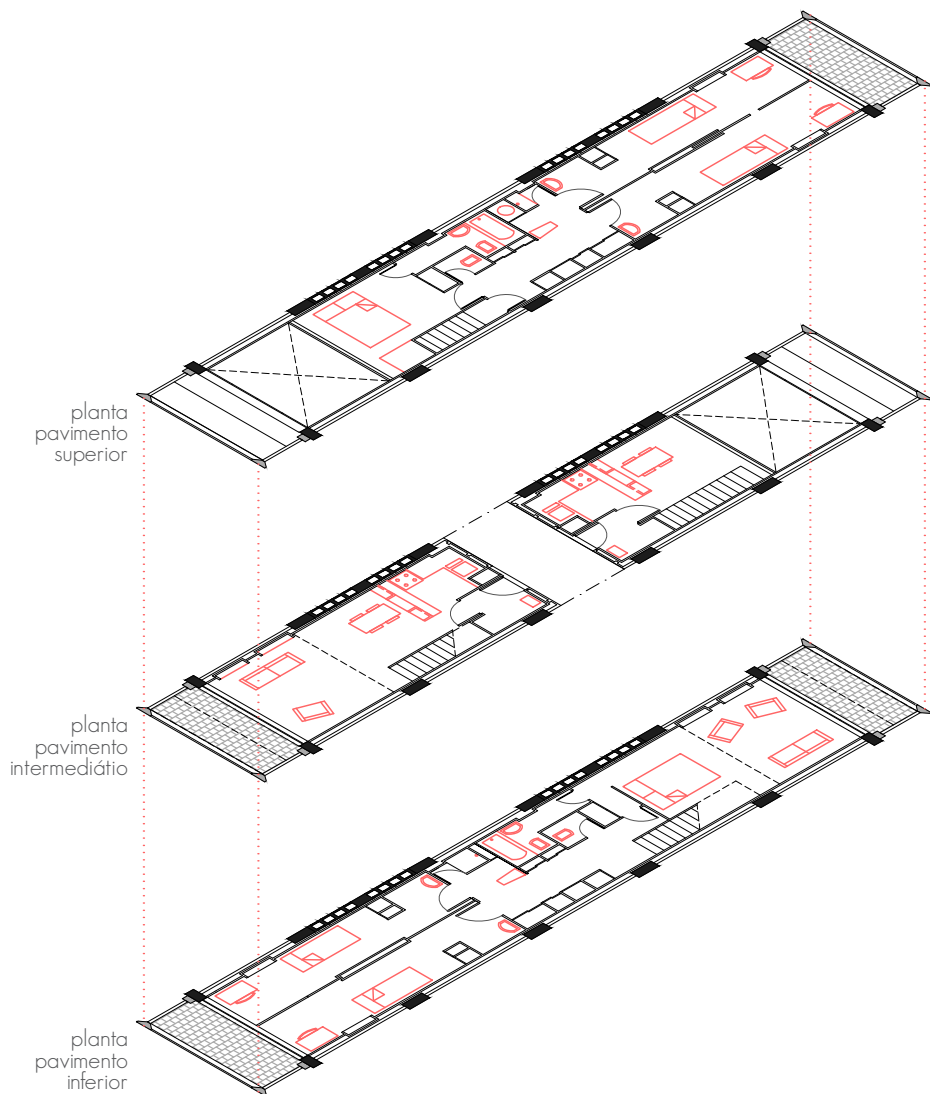 planta
pavimento
superior
planta
pavimento
intermediátio
planta
pavimento
inferior